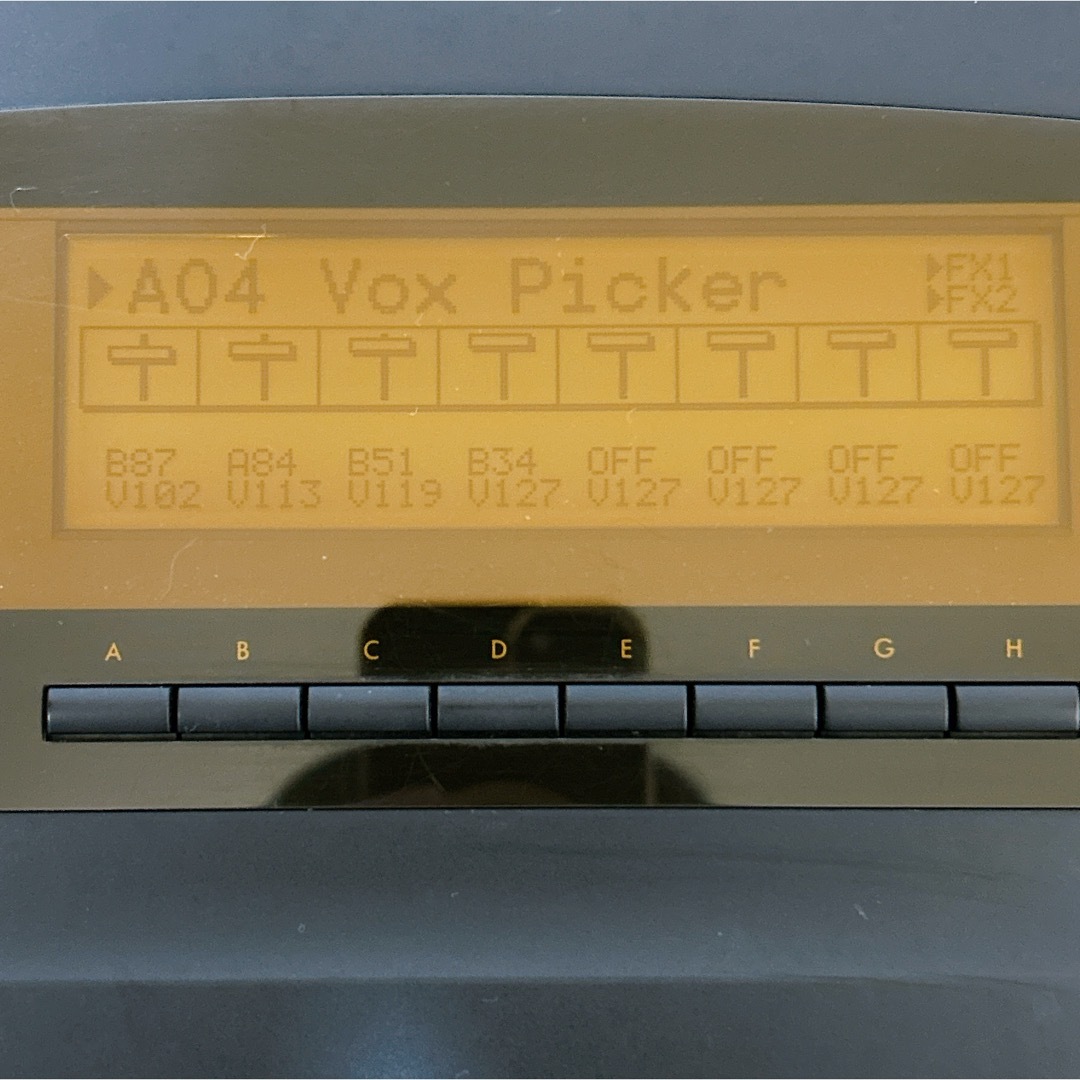 ▶A04 Vox Picker
▶FX1
▶FX2
B87 A84 B51 B34 OFF OFF OFF OFF
V102 V113 V119 V127 V127 V127 V127 V127
A B C D E F G H